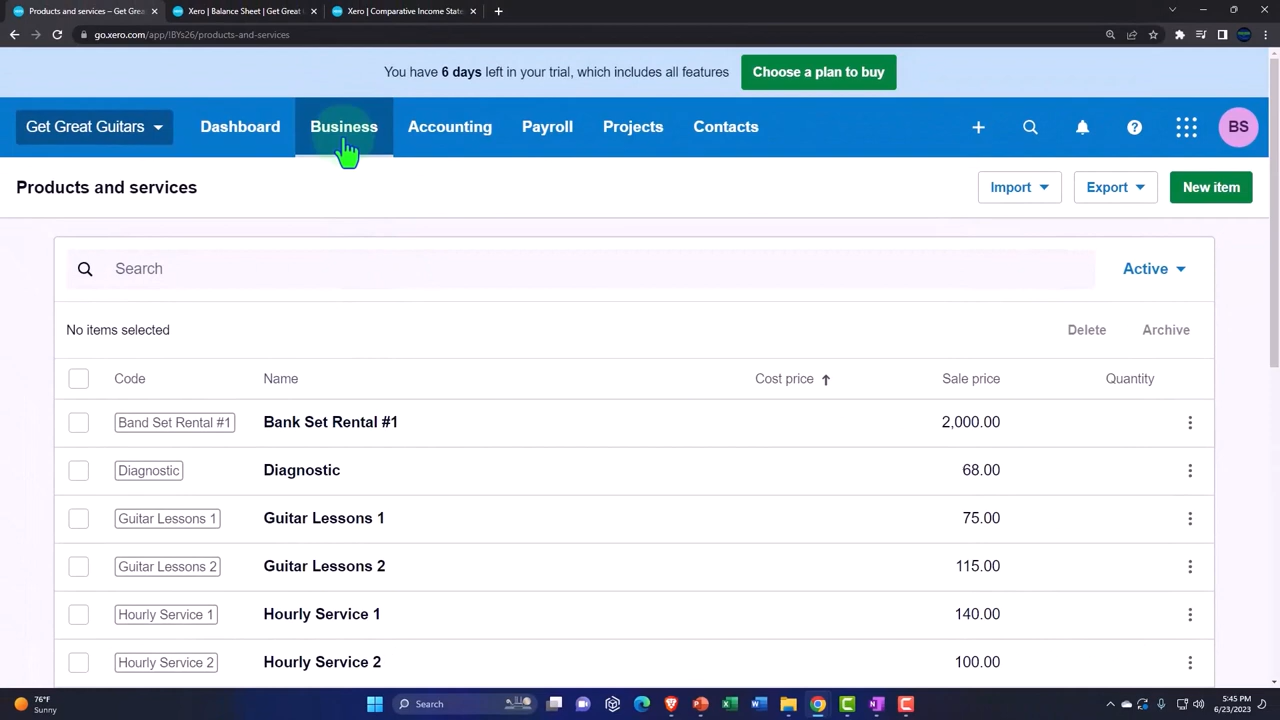 Products and services – Get Grea
Xero | Balance Sheet | Get Great
Xero | Comparative Income State
go.xero.com/app/!BYs26/products-and-services
You have 6 days left in your trial, which includes all features
Choose a plan to buy
Get Great Guitars
Dashboard
Business
Accounting
Payroll
Projects
Contacts
BS
Products and services
Import
Export
New item
Search
Active
No items selected
Delete
Archive
Code Name Cost price Sale price Quantity
Band Set Rental #1 Bank Set Rental #1 2,000.00
Diagnostic Diagnostic 68.00
Guitar Lessons 1 Guitar Lessons 1 75.00
Guitar Lessons 2 Guitar Lessons 2 115.00
Hourly Service 1 Hourly Service 1 140.00
Hourly Service 2 Hourly Service 2 100.00
76°F
Sunny
Search
5:45 PM
6/23/2023